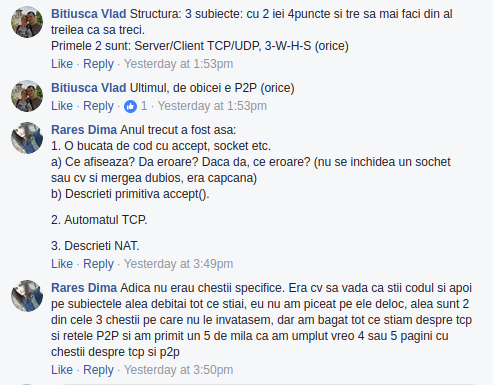 Bitiusca Vlad Structura: 3 subiecte: cu 2 iei 4puncte si tre sa mai faci din al
treilea ca sa treci.
Primele 2 sunt: Server/Client TCP/UDP, 3-W-H-S (orice)
Like · Reply · Yesterday at 1:53pm
Bitiusca Vlad Ultimul, de obicei e P2P (orice)
Like · Reply · 1 · Yesterday at 1:53pm
Rares Dima Anul trecut a fost asa:
1. O bucata de cod cu accept, socket etc.
a) Ce afiseaza? Da eroare? Daca da, ce eroare? (nu se inchidea un sochet
sau cv si mergea dubios, era capcana)
b) Descrieti primitiva accept().
2. Automatul TCP.
3. Descrieti NAT.
Like · Reply · Yesterday at 3:49pm
Rares Dima Adica nu erau chestii specifice. Era cv sa vada ca stii codul si apoi
pe subiectele alea debitai tot ce stiai, eu nu am piceat pe ele deloc, alea sunt 2
din cele 3 chestii pe care nu le invatasem, dar am bagat tot ce stiam despre tcp
si retele P2P si am primit un 5 de mila ca am umplut vreo 4 sau 5 pagini cu
chestii despre tcp si p2p
Like · Reply · Yesterday at 3:50pm